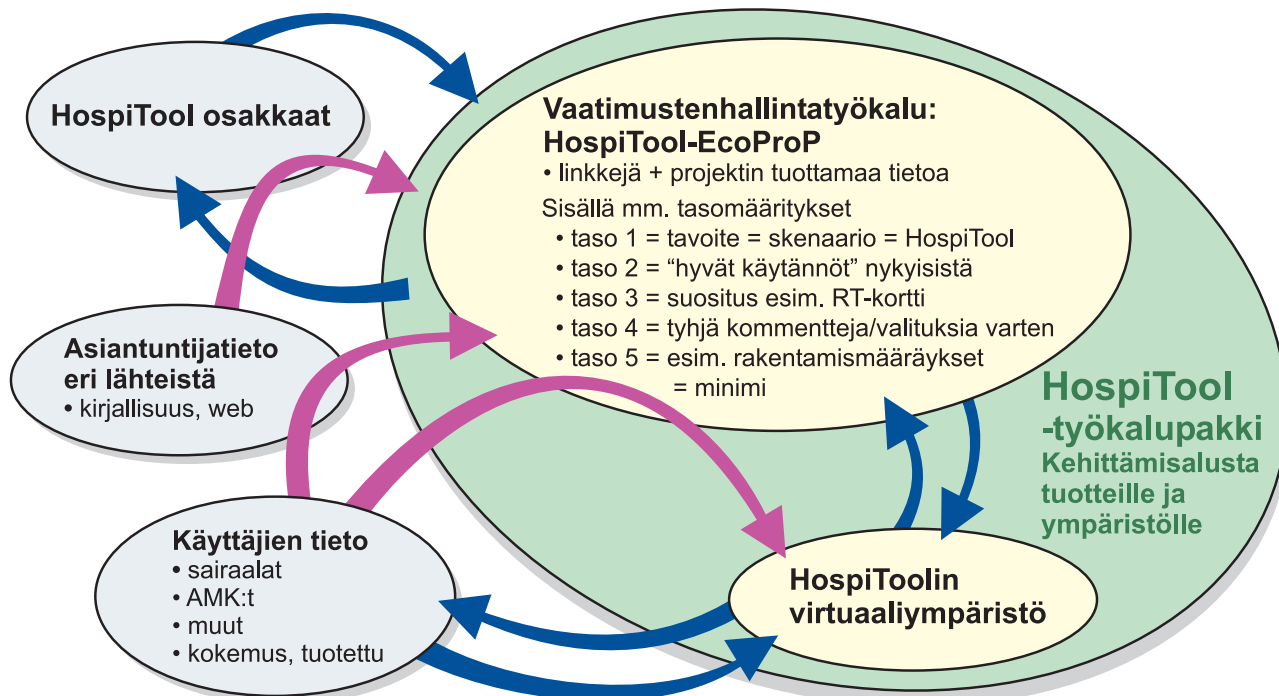 HospiTool osakkaat
Vaatimustenhallintatyökalu:
HospiTool-EcoProP
• linkkejä + projektin tuottamaa tietoa
Sisällä mm. tasomääritykset
• taso 1 = tavoite = skenaario = HospiTool
• taso 2 = “hyvät käytännöt” nykyisistä
• taso 3 = suositus esim. RT-kortti
• taso 4 = tyhjä kommentteja/valituksia varten
• taso 5 = esim. rakentamismääräykset
= minimi
Asiantuntijatieto
eri lähteistä
• kirjallisuus, web
HospiTool
-työkalupakki
Kehittämisalusta
tuotteille ja
ympäristölle
Käyttäjien tieto
• sairaalat
• AMK:t
• muut
• kokemus, tuotettu
HospiToolin
virtuaaliympäristö